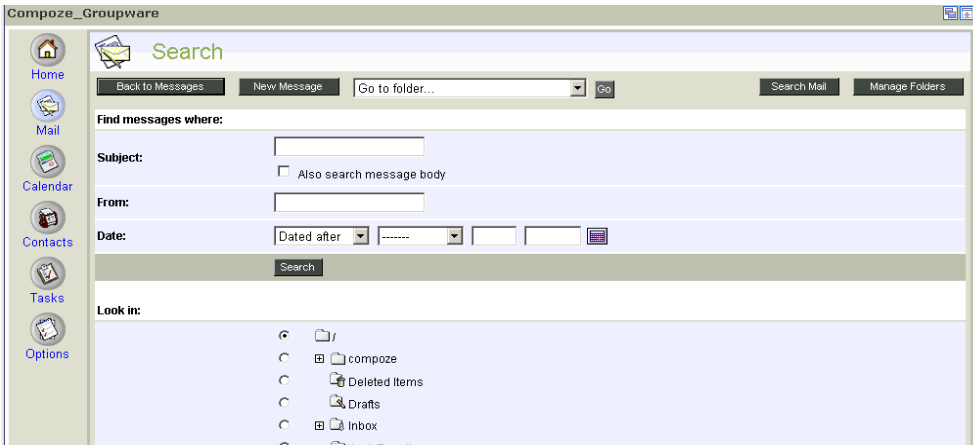 Compoze_Groupware
Home
Mail
Calendar
Contacts
Tasks
Options
Search
Back to Messages New Message Go to folder... Go Search Mail Manage Folders
Find messages where:
Subject:
Also search message body
From:
Date: Dated after -------
Search
Look in:
/
compoze
Deleted Items
Drafts
Inbox